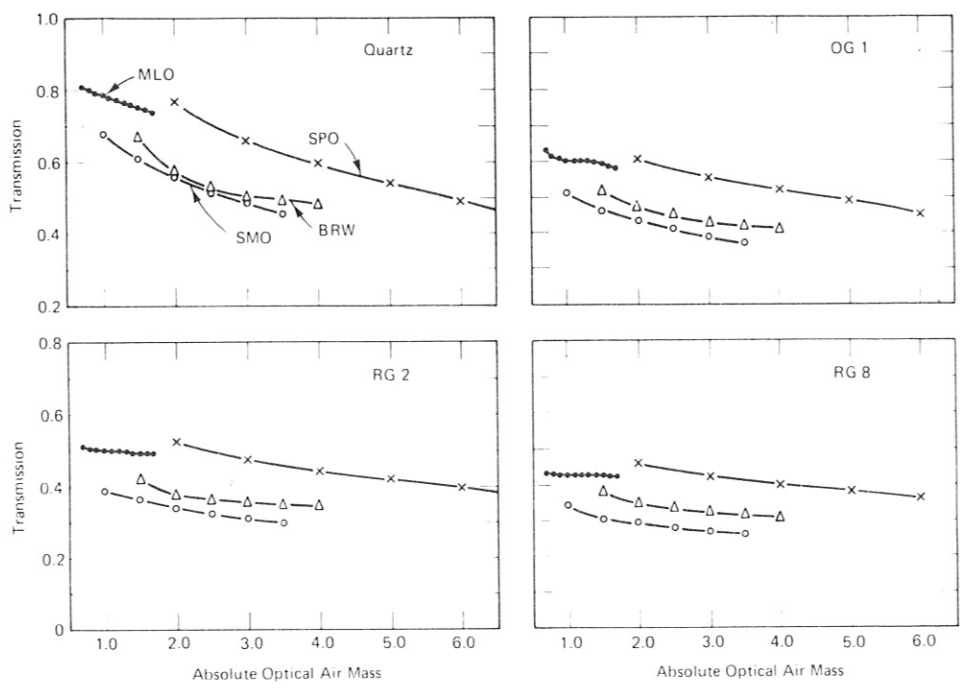 1.0
0.8
0.6
0.4
0.2
Transmission
Quartz
MLO
SPO
SMO
BRW
OG 1
0.8
0.6
0.4
0.2
0
Transmission
RG 2
1.0 2.0 3.0 4.0 5.0 6.0
Absolute Optical Air Mass
RG 8
1.0 2.0 3.0 4.0 5.0 6.0
Absolute Optical Air Mass